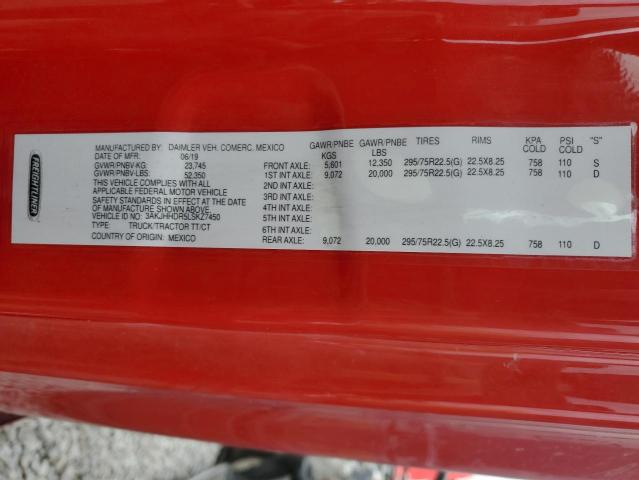 FREIGHTLINER
MANUFACTURED BY: DAIMLER VEH. COMERC. MEXICO
DATE OF MFR: 06/19
GVWR/PNBV-KG: 23,745
GVWR/PNBV-LBS: 52,350
THIS VEHICLE COMPLIES WITH ALL
APPLICABLE FEDERAL MOTOR VEHICLE
SAFETY STANDARDS IN EFFECT AT THE DATE
OF MANUFACTURE SHOWN ABOVE.
VEHICLE ID NO: 3AKJHHDR5LSKZ7450
TYPE: TRUCK/TRACTOR TT/CT
COUNTRY OF ORIGIN: MEXICO
GAWR/PNBE GAWR/PNBE TIRES RIMS KPA PSI "S"
KGS LBS COLD COLD
FRONT AXLE: 5,601 12,350 295/75R22.5(G) 22.5X8.25 758 110 S
1ST INT AXLE: 9,072 20,000 295/75R22.5(G) 22.5X8.25 758 110 D
2ND INT AXLE:
3RD INT AXLE:
4TH INT AXLE:
5TH INT AXLE:
6TH INT AXLE:
REAR AXLE: 9,072 20,000 295/75R22.5(G) 22.5X8.25 758 110 D